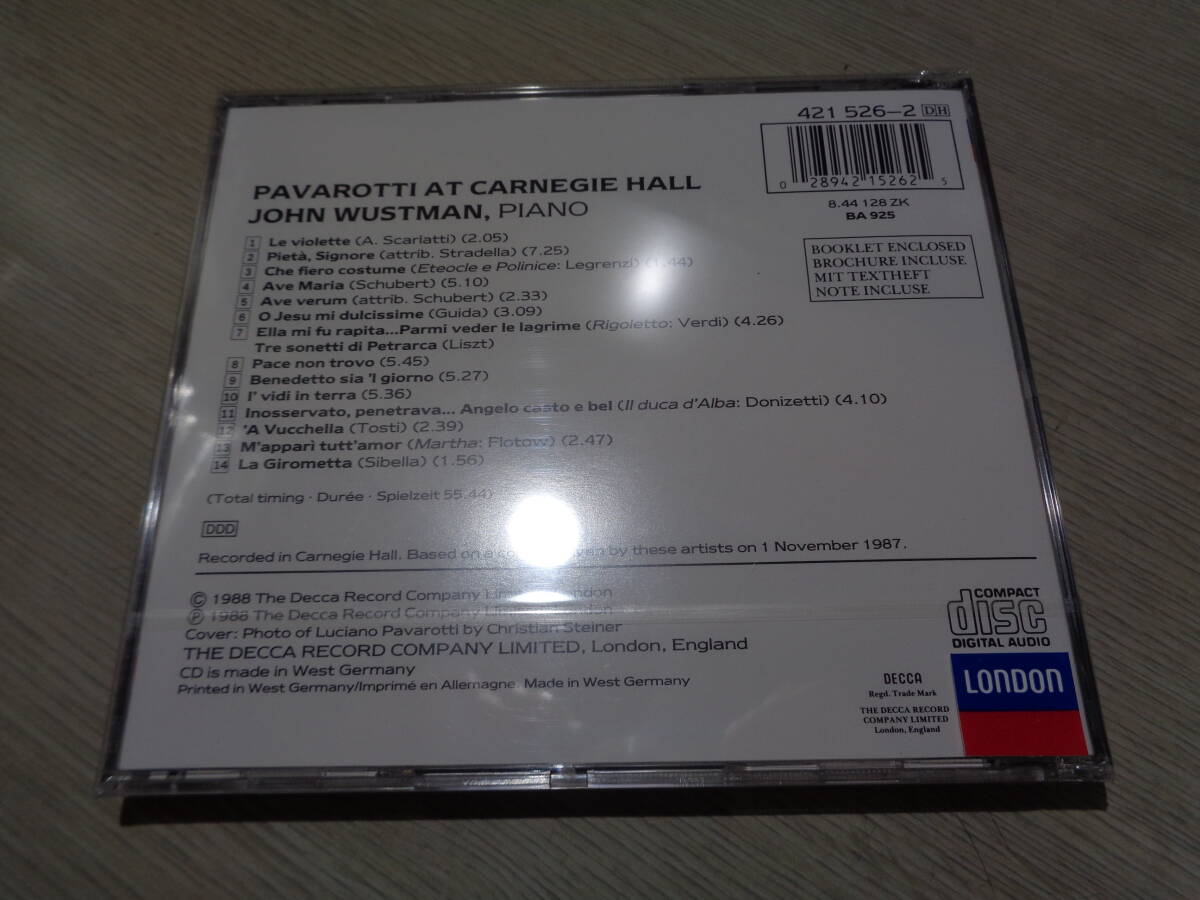 421 526–2 DH
0 28942 15262 5
8.44 128 ZK
BA 925
BOOKLET ENCLOSED
BROCHURE INCLUSE
MIT TEXTHEFT
NOTE INCLUSE
PAVAROTTI AT CARNEGIE HALL
JOHN WUSTMAN, PIANO
1 Le violette (A. Scarlatti) (2.05)
2 Pietà, Signore (attrib. Stradella) (7.25)
3 Che fiero costume (Eteocle e Polinice: Legrenzi) (1.44)
4 Ave Maria (Schubert) (5.10)
5 Ave verum (attrib. Schubert) (2.33)
6 O Jesu mi dulcissime (Guida) (3.09)
7 Ella mi fu rapita...Parmi veder le lagrime (Rigoletto: Verdi) (4.26)
Tre sonetti di Petrarca (Liszt)
8 Pace non trovo (5.45)
9 Benedetto sia 'l giorno (5.27)
10 I' vidi in terra (5.36)
11 Inosservato, penetrava... Angelo casto e bel (Il duca d'Alba: Donizetti) (4.10)
12 'A Vucchella (Tosti) (2.39)
13 M'apparì tutt'amor (Martha: Flotow) (2.47)
14 La Girometta (Sibella) (1.56)
(Total timing · Durée · Spielzeit 55.44)
DDD
Recorded in Carnegie Hall. Based on a by these artists on 1 November 1987.
© 1988 The Decca Record Company Limited, London
℗ 1988 The Decca Record Company Limited, London
Cover: Photo of Luciano Pavarotti by Christian Steiner
THE DECCA RECORD COMPANY LIMITED, London, England
CD is made in West Germany
Printed in West Germany/Imprimé en Allemagne. Made in West Germany
COMPACT
disc
DIGITAL AUDIO
DECCA
Regd. Trade Mark
THE DECCA RECORD
COMPANY LIMITED
London, England
LONDON